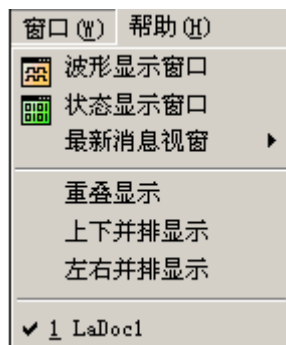 窗口(W) 帮助(H)
波形显示窗口
状态显示窗口
最新消息视窗
重叠显示
上下并排显示
左右并排显示
1 LaDoc1